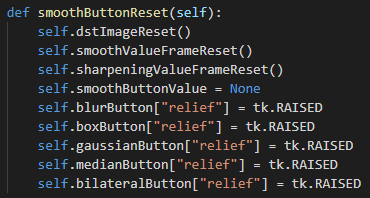 def smoothButtonReset(self):
    self.dstImageReset()
    self.smoothValueFrameReset()
    self.sharpeningValueFrameReset()
    self.smoothButtonValue = None
    self.blurButton["relief"] = tk.RAISED
    self.boxButton["relief"] = tk.RAISED
    self.gaussianButton["relief"] = tk.RAISED
    self.medianButton["relief"] = tk.RAISED
    self.bilateralButton["relief"] = tk.RAISED